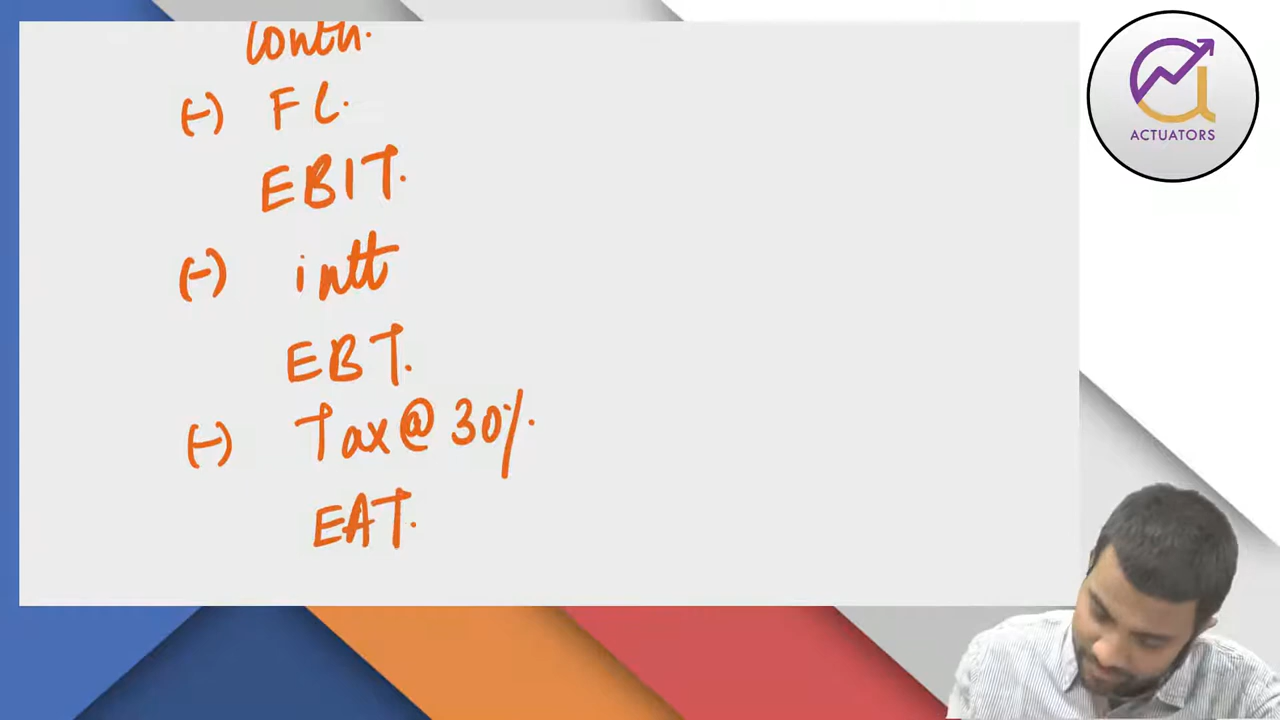 Contn.
(-) FC.
EBIT.
(-) intt
EBT.
(-) Tax@30%.
EAT.
ACTUATORS